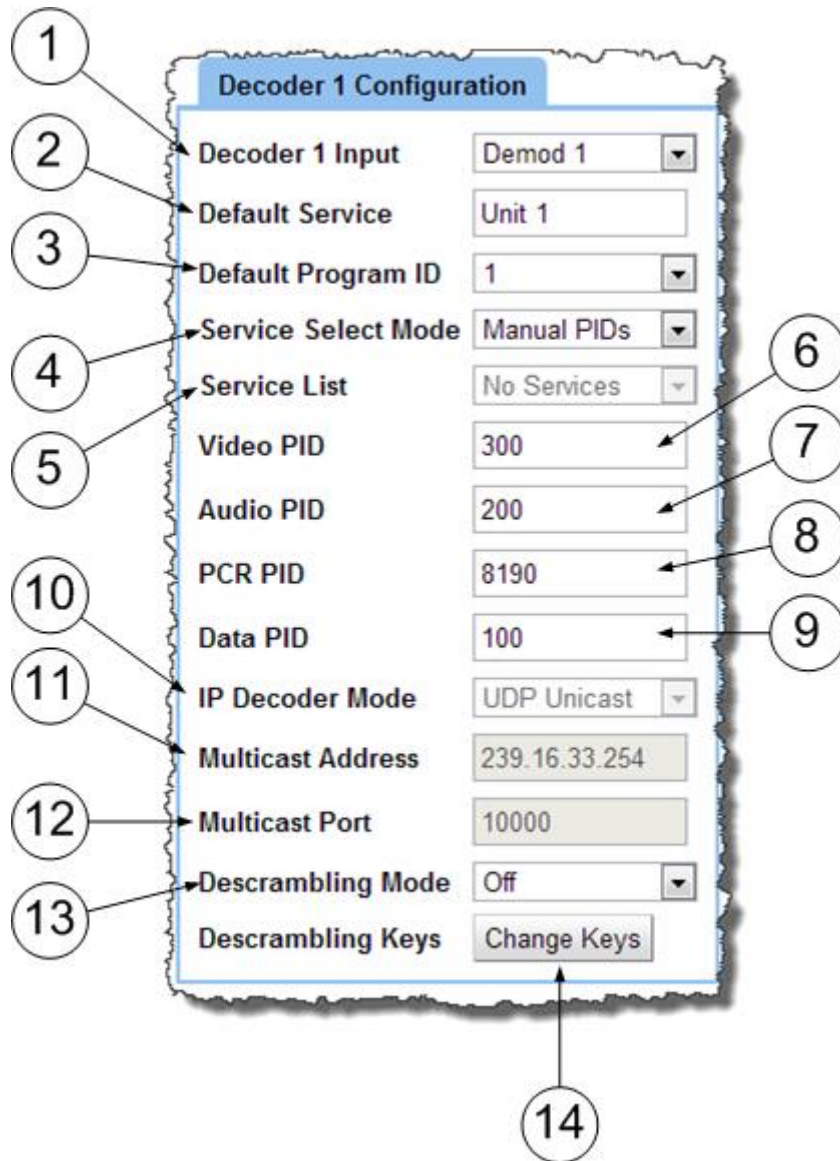 Decoder 1 Configuration
1
Decoder 1 Input Demod 1
2
Default Service Unit 1
3
Default Program ID 1
4
Service Select Mode Manual PIDs
5
Service List No Services
6
Video PID 300
7
Audio PID 200
8
PCR PID 8190
9
Data PID 100
10
IP Decoder Mode UDP Unicast
11
Multicast Address 239.16.33.254
12
Multicast Port 10000
13
Descrambling Mode Off
Descrambling Keys Change Keys
14